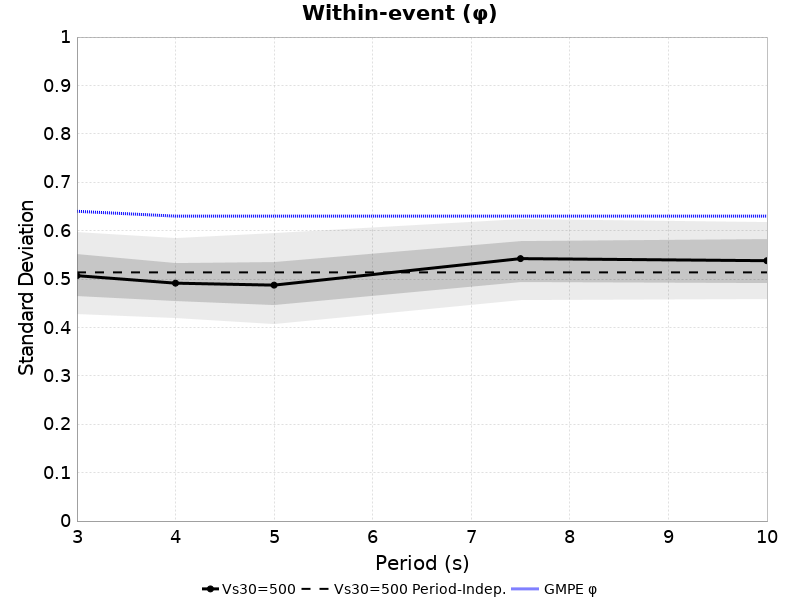 Within-event (φ)
Standard Deviation
1
0.9
0.8
0.7
0.6
0.5
0.4
0.3
0.2
0.1
0
3 4 5 6 7 8 9 10
Period (s)
Vs30=500 Vs30=500 Period-Indep. GMPE φ